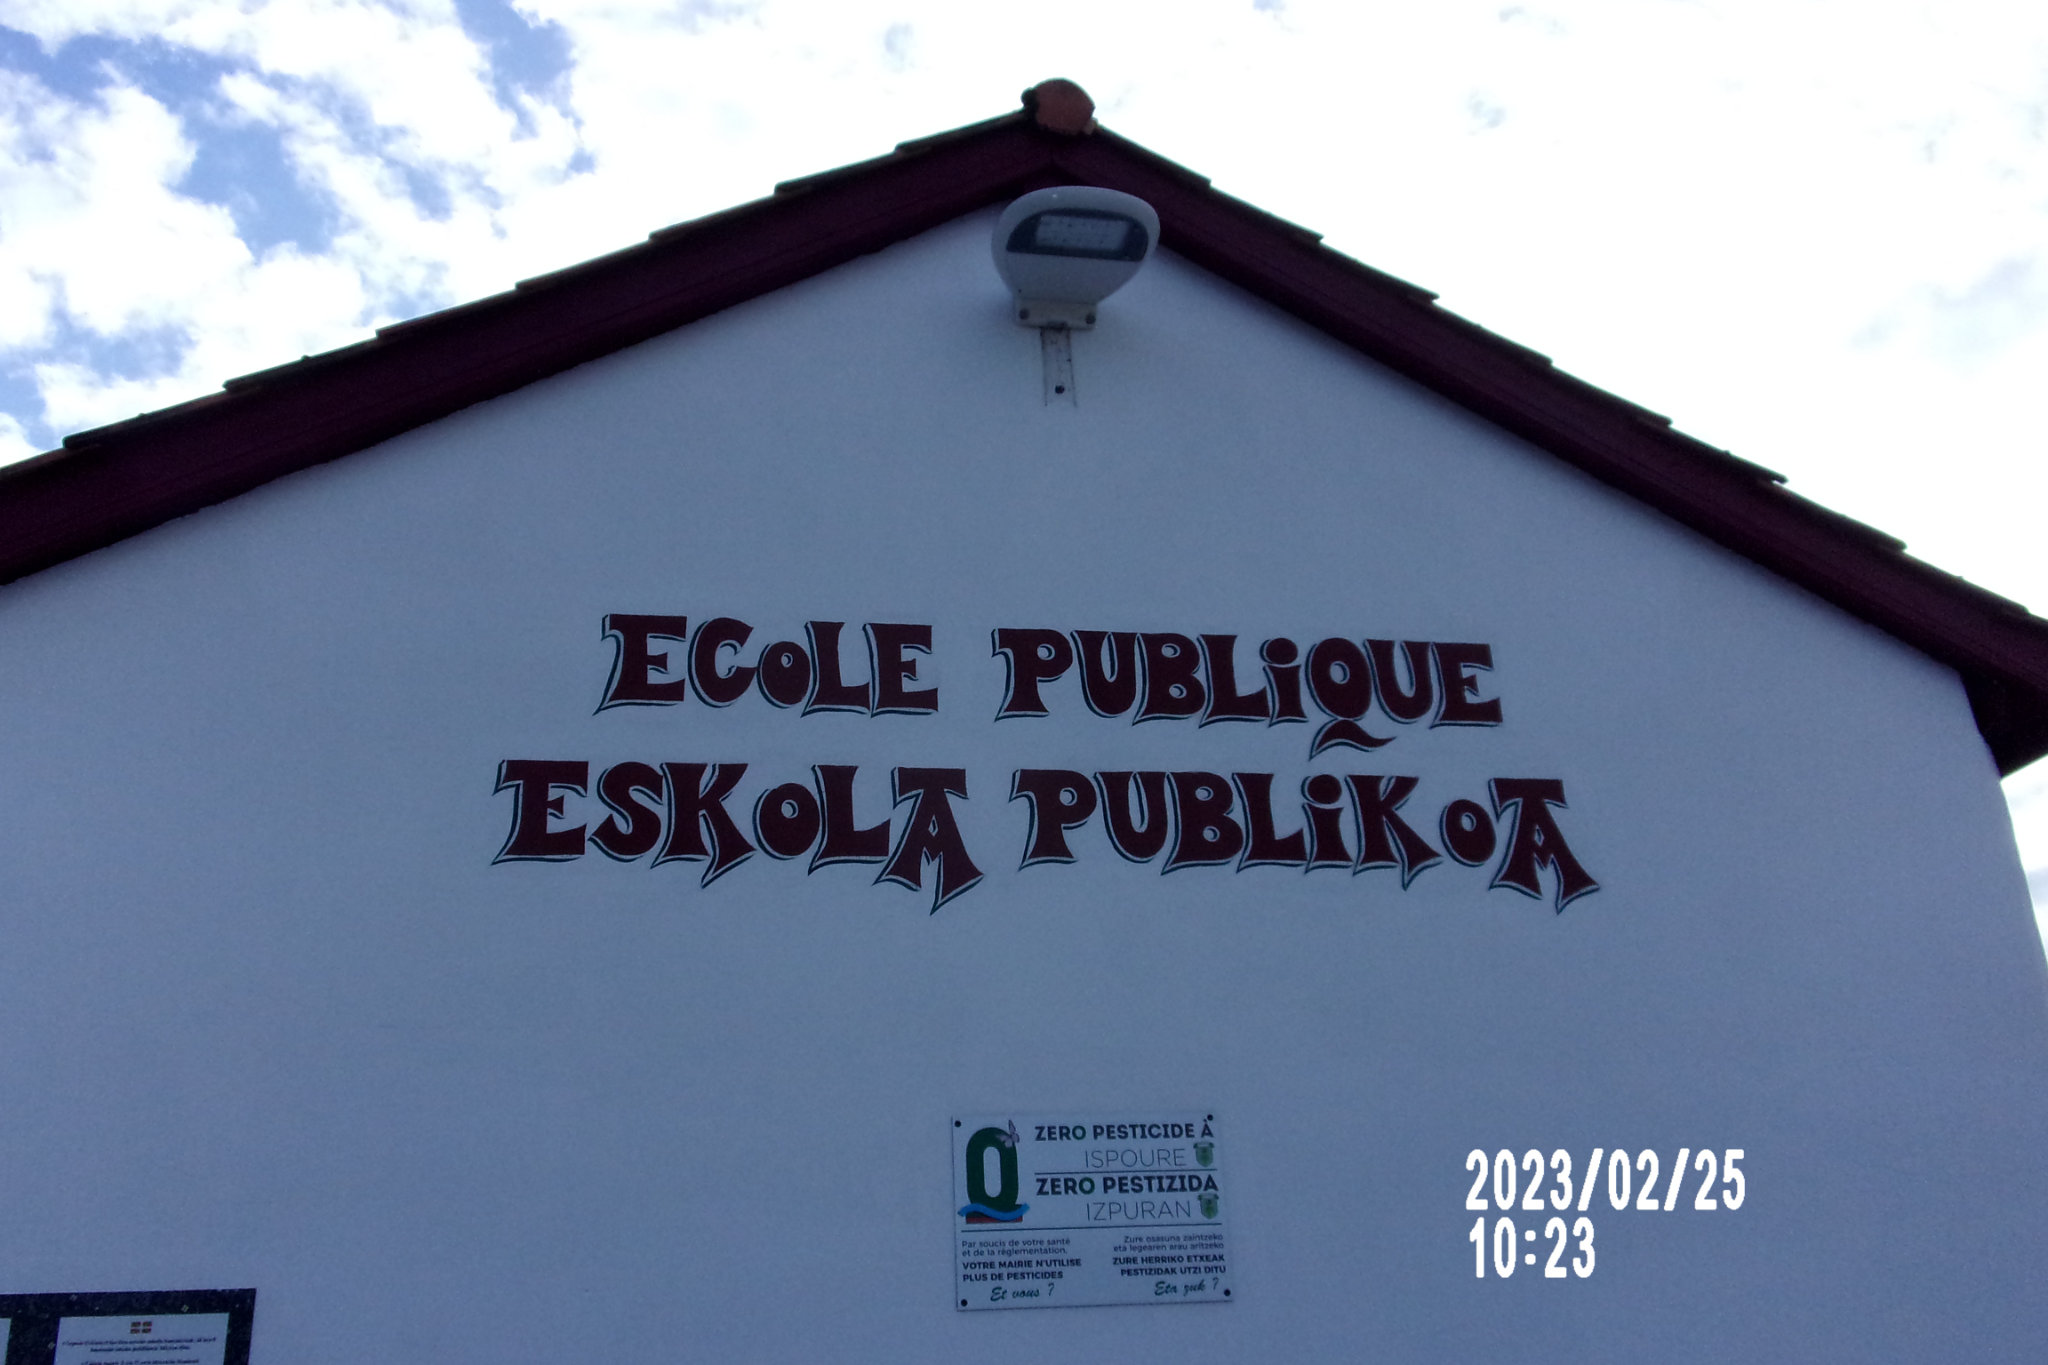 ECOLE PUBLIQUE
ESKOLA PUBLIKOA
0 ZERO PESTICIDE À
ISPOURE
ZERO PESTIZIDA
IZPURAN
Par soucis de votre santé
et de la règlementation,
VOTRE MAIRIE N'UTILISE
PLUS DE PESTICIDES
Et vous ?
Zure osasuna zaintzeko
eta legearen arau aritzeko
ZURE HERRIKO ETXEAK
PESTIZIDAK UTZI DITU
Eta zuk ?
2023/02/25
10:23